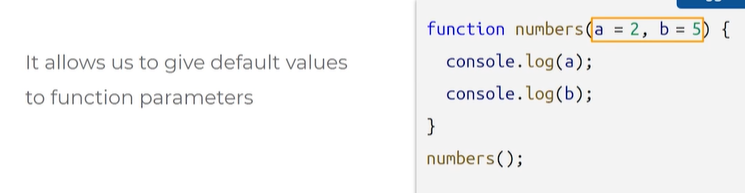 It allows us to give default values
to function parameters
function numbers(a = 2, b = 5) {
  console.log(a);
  console.log(b);
}
numbers();